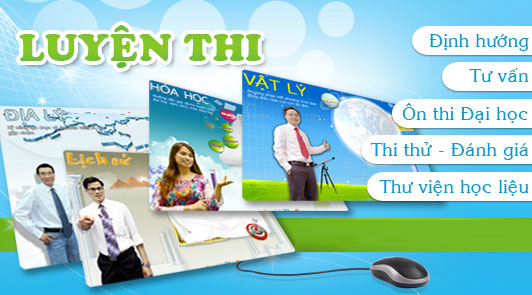 LUYỆN THI
Định hướng
Tư vấn
Ôn thi Đại học
Thi thử - Đánh giá
Thư viện học liệu
VẬT LÝ
HÓA HỌC
ĐỊA LÝ
Lịch sử